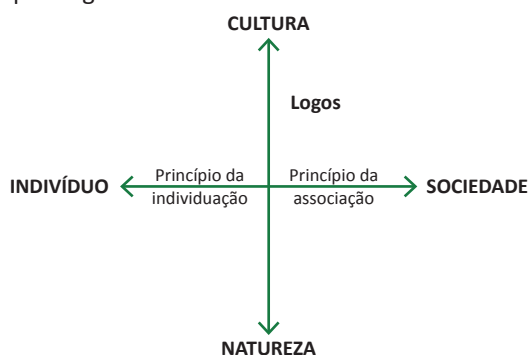 CULTURA
Logos
INDIVÍDUO
Princípio da
individuação
Princípio da
associação
SOCIEDADE
NATUREZA